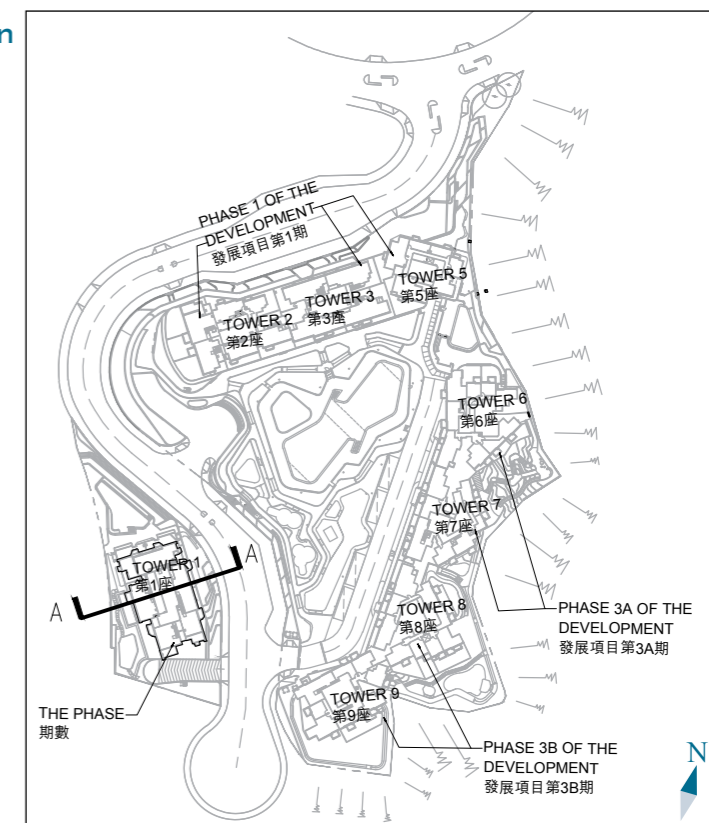 n
PHASE 1 OF THE
DEVELOPMENT
發展項目第1期
TOWER 5
第5座
TOWER 3
第3座
TOWER 2
第2座
TOWER 6
第6座
TOWER 7
第7座
A
TOWER 1
第1座
A
TOWER 8
第8座
PHASE 3A OF THE
DEVELOPMENT
發展項目第3A期
THE PHASE
期數
TOWER 9
第9座
PHASE 3B OF THE
DEVELOPMENT
發展項目第3B期
N